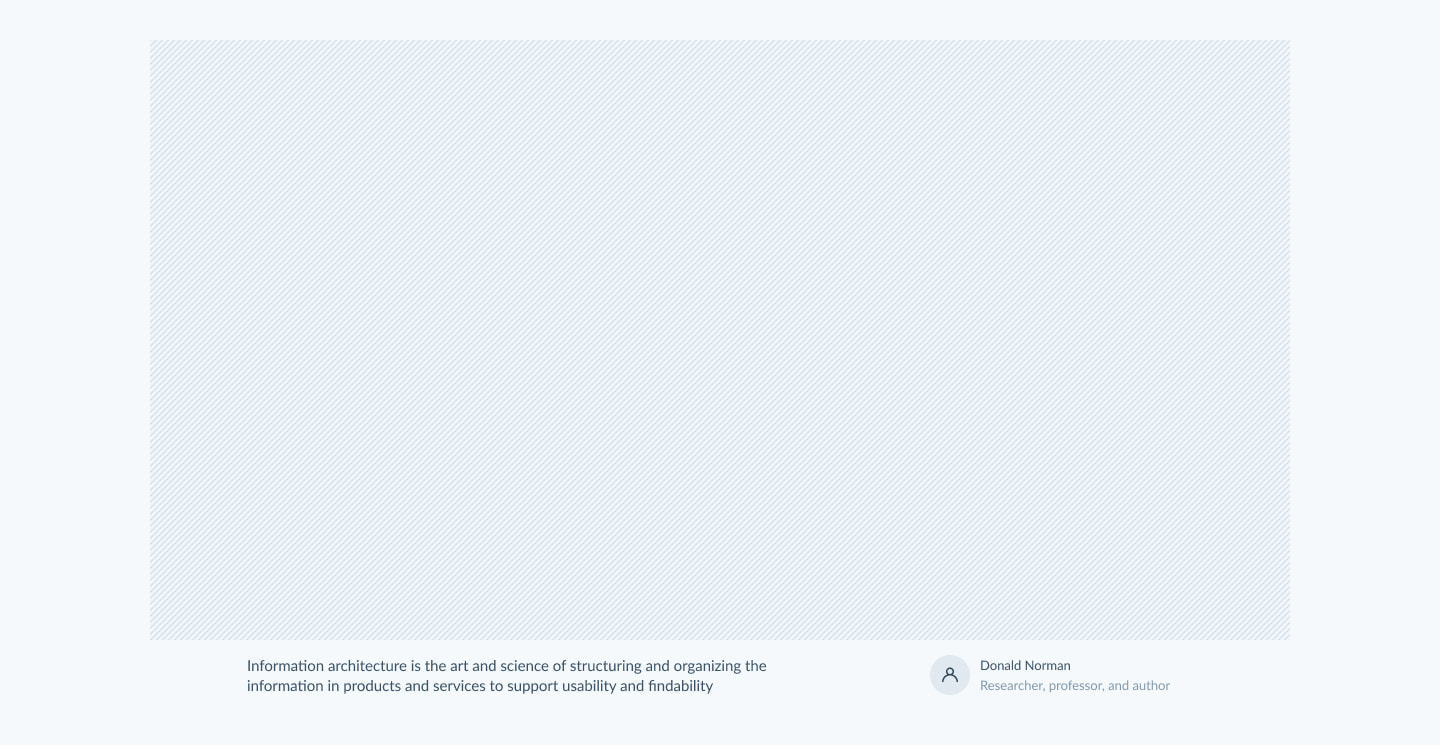 Information architecture is the art and science of structuring and organizing the
information in products and services to support usability and findability
Donald Norman
Researcher, professor, and author